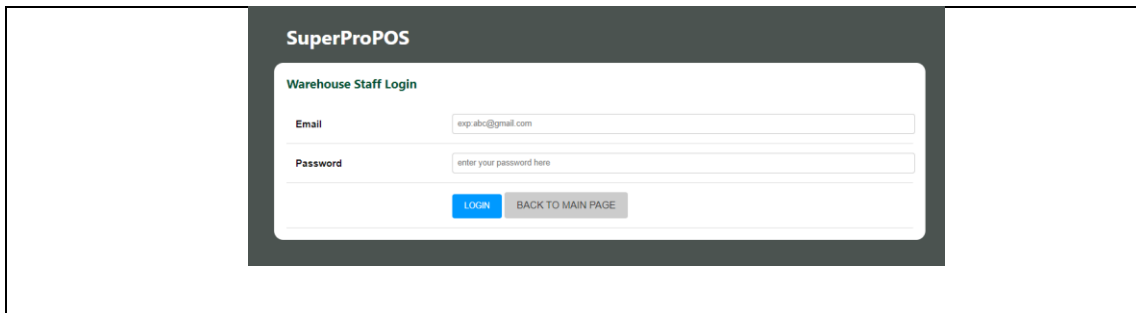 SuperProPOS
Warehouse Staff Login
Email exp:abc@gmail.com
Password enter your password here
LOGIN BACK TO MAIN PAGE